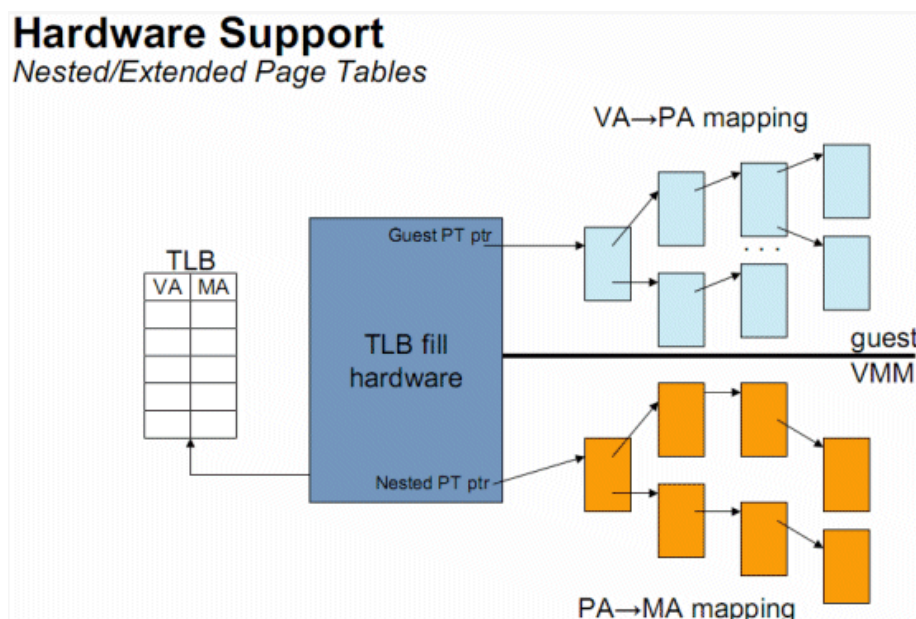 Hardware Support
Nested/Extended Page Tables
VA→PA mapping
Guest PT ptr
. . .
TLB
VA MA
TLB fill
hardware
guest
VMM
Nested PT ptr
PA→MA mapping